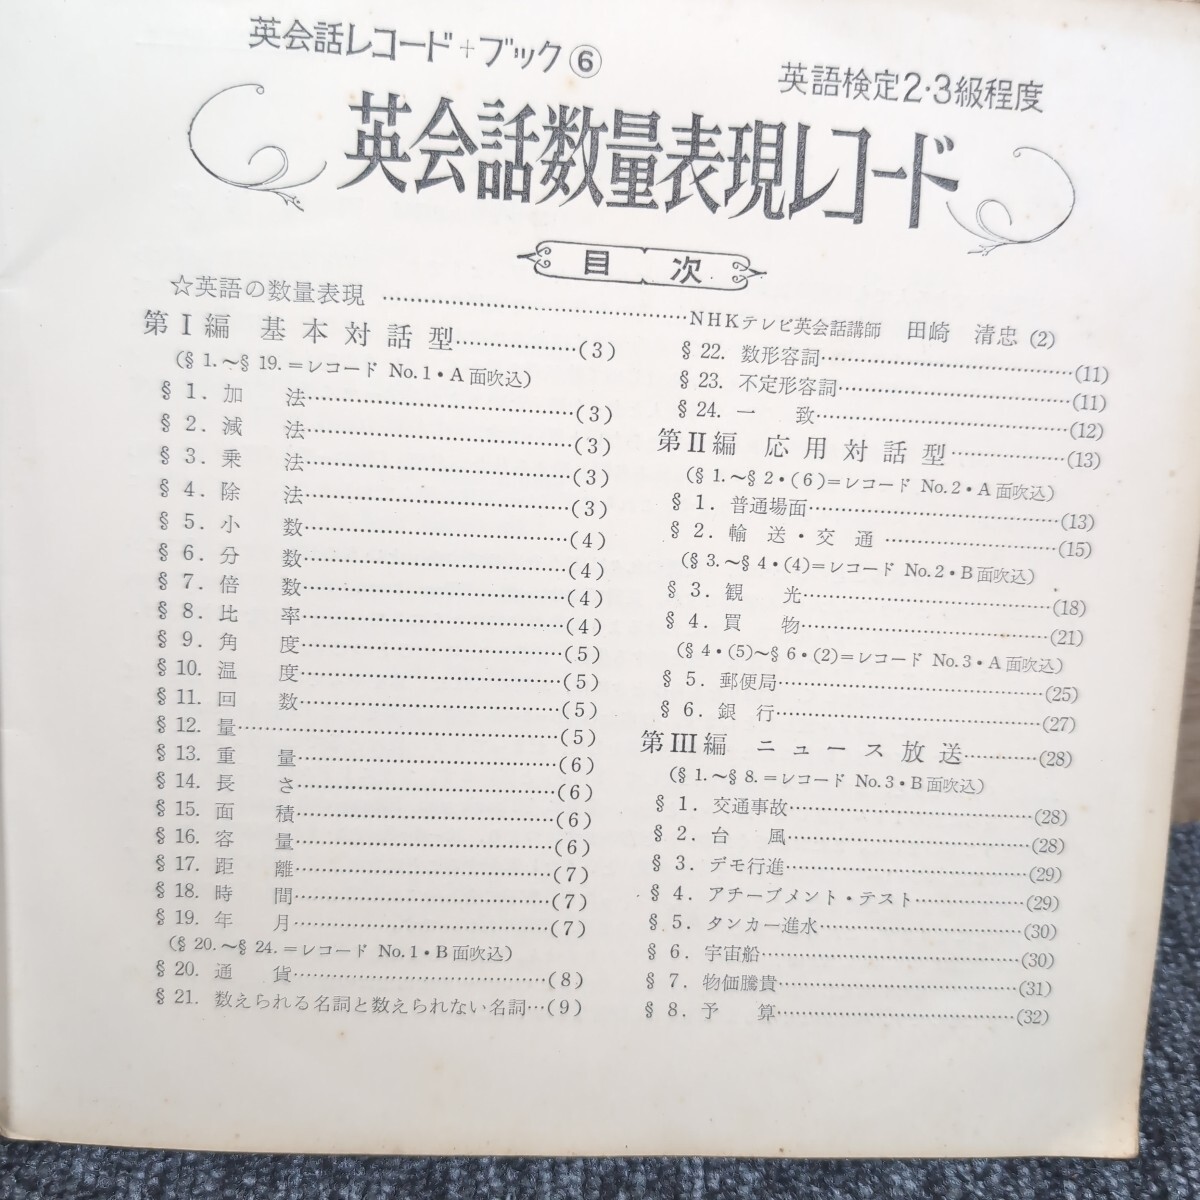 英会話レコード+ブック⑥
英語検定2・3級程度
英会話数量表現レコード
目次
☆英語の数量表現……………………………NHKテレビ英会話講師 田崎 清忠 (2)
第Ⅰ編 基本対話型………………(3)
(§1.〜§19.=レコード No.1・A面吹込)
§1.加法………………………………(3)
§2.減法………………………………(3)
§3.乗法………………………………(3)
§4.除法………………………………(3)
§5.小数………………………………(4)
§6.分数………………………………(4)
§7.倍数………………………………(4)
§8.比率………………………………(4)
§9.角度………………………………(5)
§10.温度………………………………(5)
§11.回数………………………………(5)
§12.量………………………………(5)
§13.重量………………………………(6)
§14.長さ………………………………(6)
§15.面積………………………………(6)
§16.容量………………………………(6)
§17.距離………………………………(7)
§18.時間………………………………(7)
§19.年月………………………………(7)
(§20.〜§24.=レコード No.1・B面吹込)
§20.通貨………………………………(8)
§21.数えられる名詞と数えられない名詞…(9)
§22.数形容詞………………………………(11)
§23.不定形容詞……………………………(11)
§24.一致………………………………(12)
第Ⅱ編 応用対話型……………(13)
(§1.〜§2・(6)=レコード No.2・A面吹込)
§1.普通場面………………………………(13)
§2.輸送・交通………………………(15)
(§3.〜§4・(4)=レコード No.2・B面吹込)
§3.観光………………………………(18)
§4.買物………………………………(21)
(§4・(5)〜§6・(2)=レコード No.3・A面吹込)
§5.郵便局………………………………(25)
§6.銀行………………………………(27)
第Ⅲ編 ニュース放送…………(28)
(§1.〜§8.=レコード No.3・B面吹込)
§1.交通事故………………………………(28)
§2.台風………………………………(28)
§3.デモ行進………………………………(29)
§4.アチーブメント・テスト………………(29)
§5.タンカー進水……………………………(30)
§6.宇宙船………………………………(30)
§7.物価騰貴………………………………(31)
§8.予算………………………………(32)